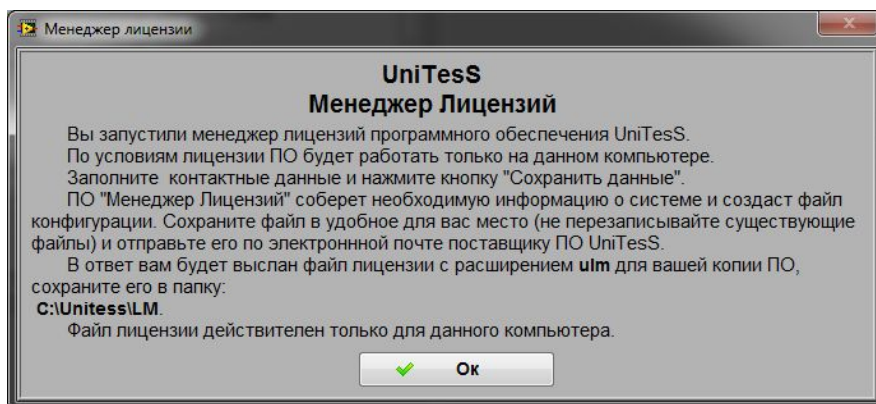 Менеджер лицензии
UniTesS
Менеджер Лицензий
Вы запустили менеджер лицензий программного обеспечения UniTesS.
По условиям лицензии ПО будет работать только на данном компьютере.
Заполните контактные данные и нажмите кнопку "Сохранить данные".
ПО "Менеджер Лицензий" соберет необходимую информацию о системе и создаст файл
конфигурации. Сохраните файл в удобное для вас место (не перезаписывайте существующие
файлы) и отправьте его по электроннной почте поставщику ПО UniTesS.
В ответ вам будет выслан файл лицензии с расширением ulm для вашей копии ПО,
сохраните его в папку:
C:\Unitess\LM.
Файл лицензии действителен только для данного компьютера.
Ок